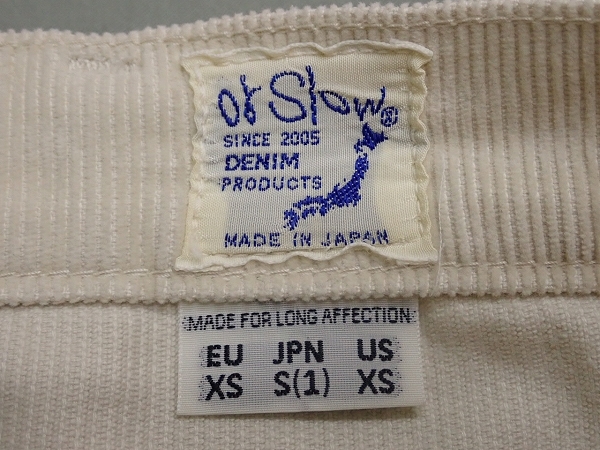 or Slow®
SINCE 2005
DENIM
PRODUCTS
MADE IN JAPAN
MADE FOR LONG AFFECTION
EU JPN US
XS S(1) XS